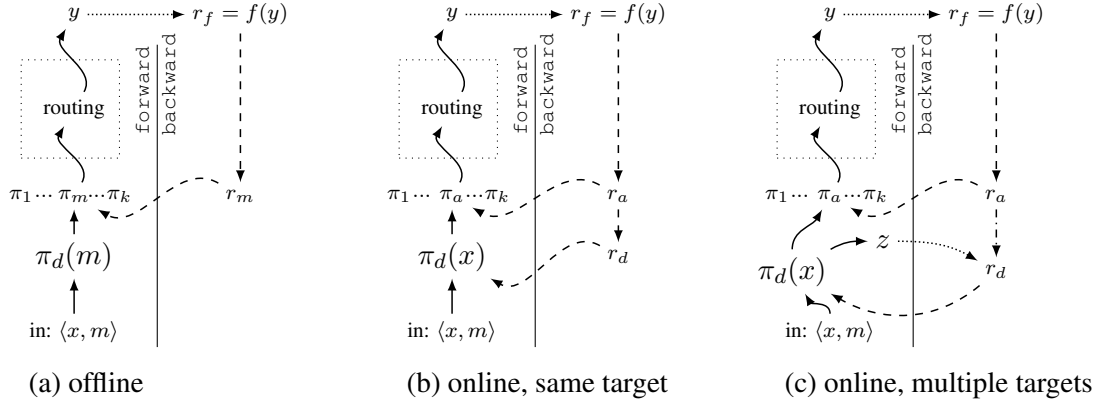 y r_f = f(y)
forward
backward
routing
π_1... π_m...π_k r_m
π_d(m)
in: ⟨x, m⟩
(a) offline
y r_f = f(y)
forward
backward
routing
π_1... π_a...π_k r_a
π_d(x) r_d
in: ⟨x, m⟩
(b) online, same target
y r_f = f(y)
forward
backward
routing
π_1... π_a...π_k r_a
z
π_d(x) r_d
in: ⟨x, m⟩
(c) online, multiple targets